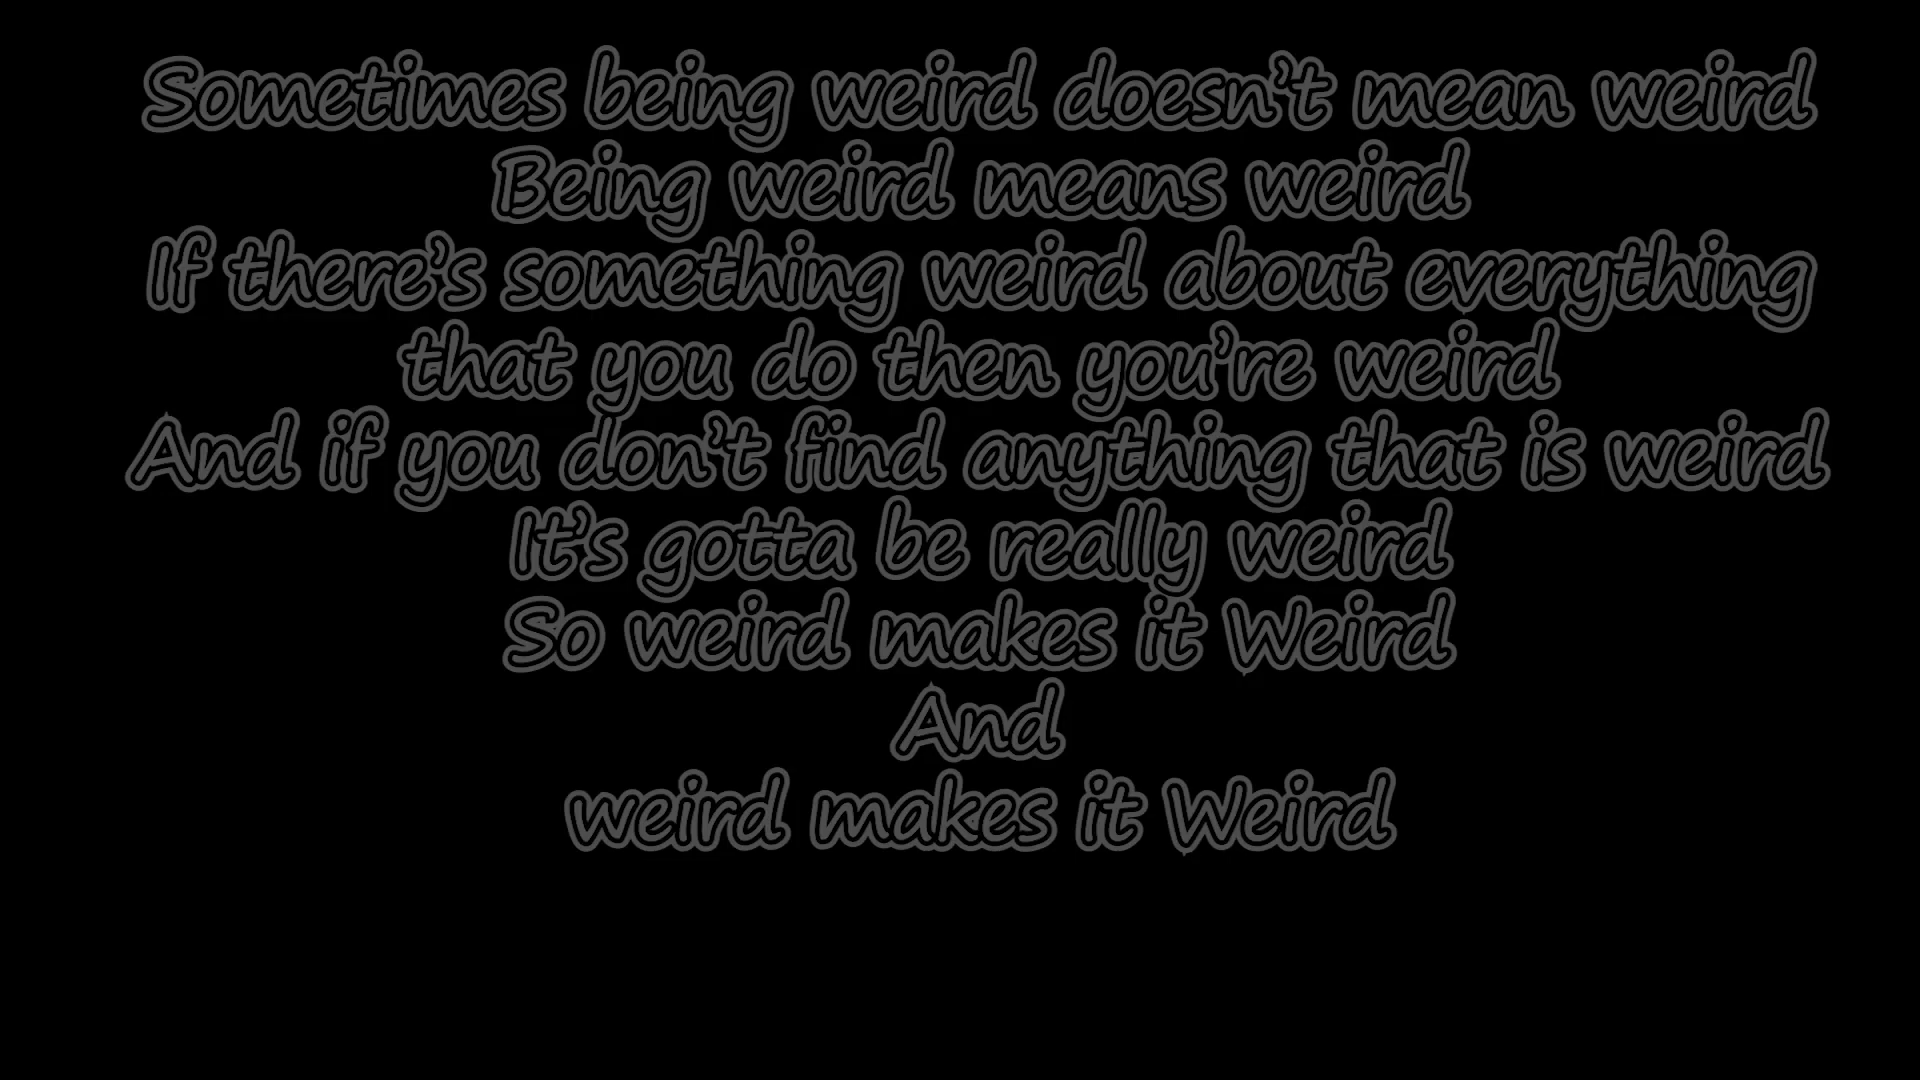 Sometimes being weird doesn't mean weird
Being weird means weird
If there's something weird about everything
that you do then you're weird
And if you don't find anything that is weird
It's gotta be really weird
So weird makes it Weird
And
weird makes it Weird